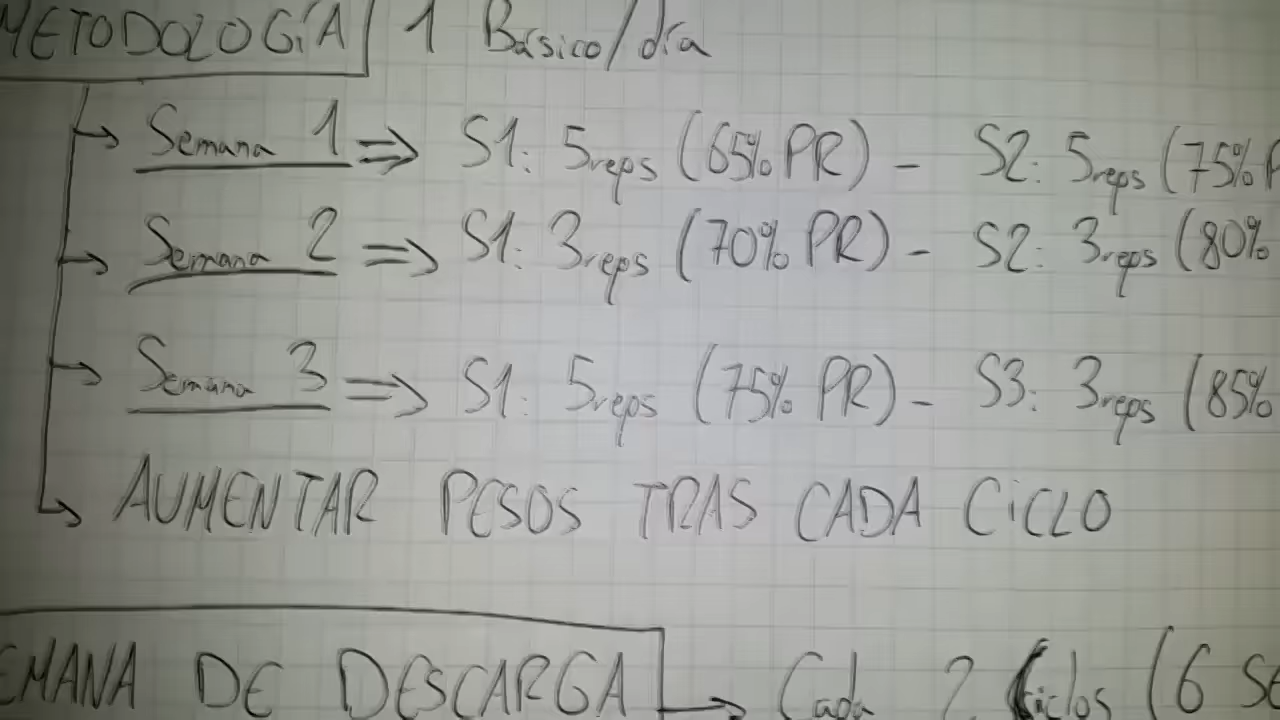 METODOLOGÍA 1 Básico/día
Semana 1 ⇒ S1: 5reps (65% PR) - S2: 5reps (75% P
Semana 2 ⇒ S1: 3reps (70% PR) - S2: 3reps (80%
Semana 3 ⇒ S1: 5reps (75% PR) - S3: 3reps (85%
AUMENTAR PESOS TRAS CADA CiCLO
EMANA DE DESCARGA → Cada 2 Ciclos (6 SE